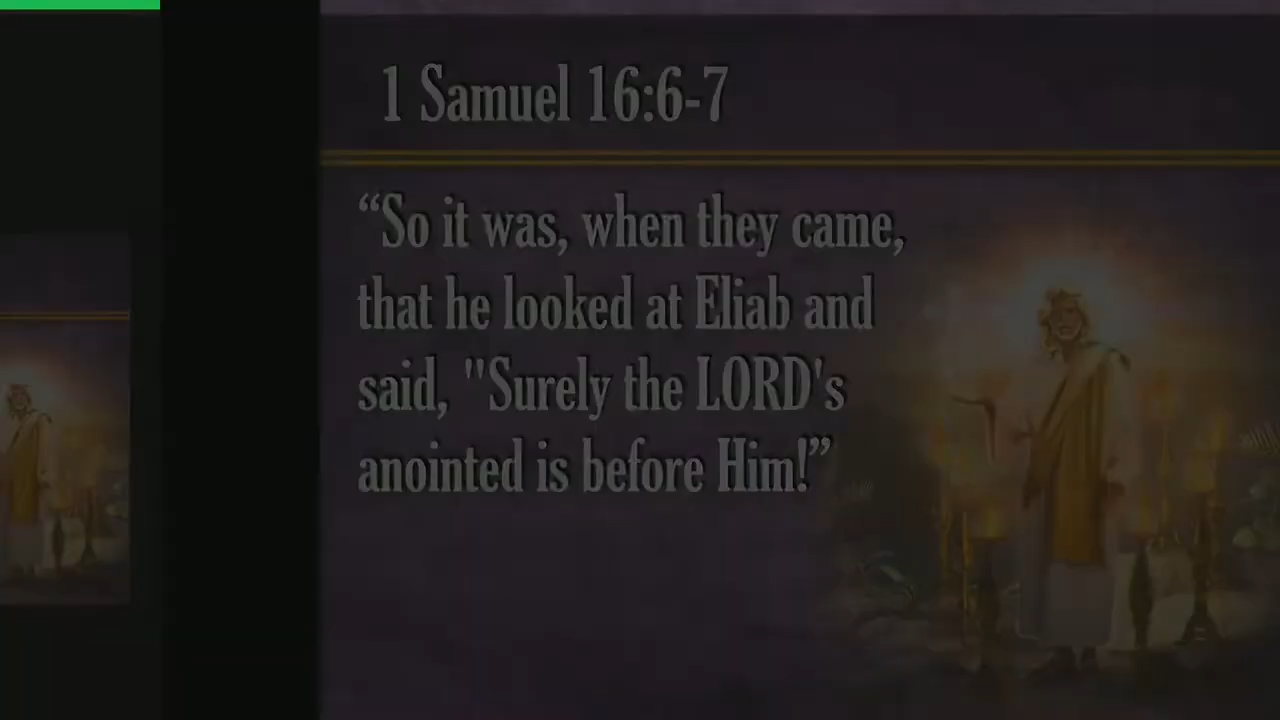 1 Samuel 16:6-7
“So it was, when they came,
that he looked at Eliab and
said, "Surely the LORD's
anointed is before Him!”